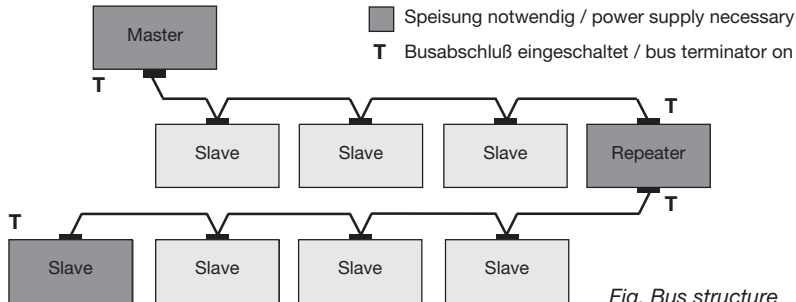 Speisung notwendig / power supply necessary
Master
T Busabschluß eingeschaltet / bus terminator on
T
T
Slave Slave Slave Repeater
T
T
Slave Slave Slave Slave
Fig. Bus structure.